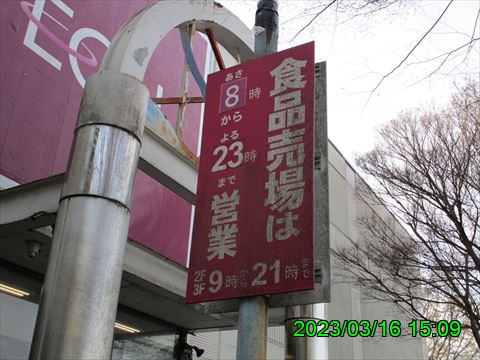 食品売場は
あさ
8時
から
よる
23時
まで
営業
2F
3F 9時から21時まで
2023/03/16 15:09